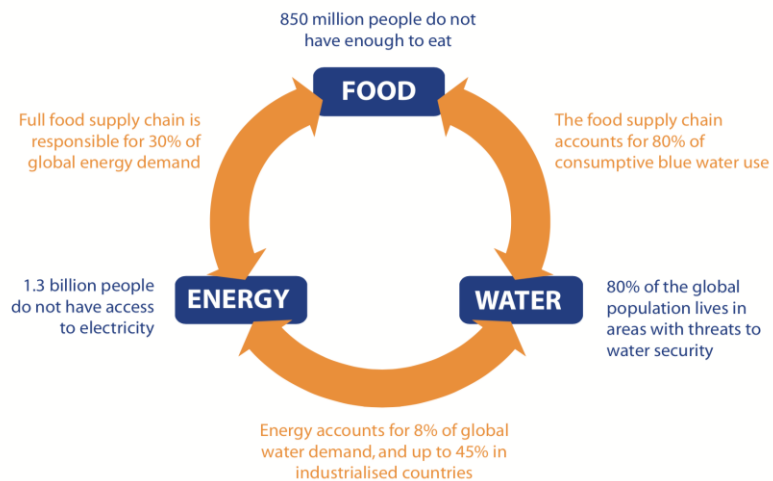 850 million people do not
have enough to eat
FOOD
Full food supply chain is
responsible for 30% of
global energy demand
The food supply chain
accounts for 80% of
consumptive blue water use
1.3 billion people
do not have access
to electricity
ENERGY
WATER
80% of the global
population lives in
areas with threats to
water security
Energy accounts for 8% of global
water demand, and up to 45% in
industrialised countries